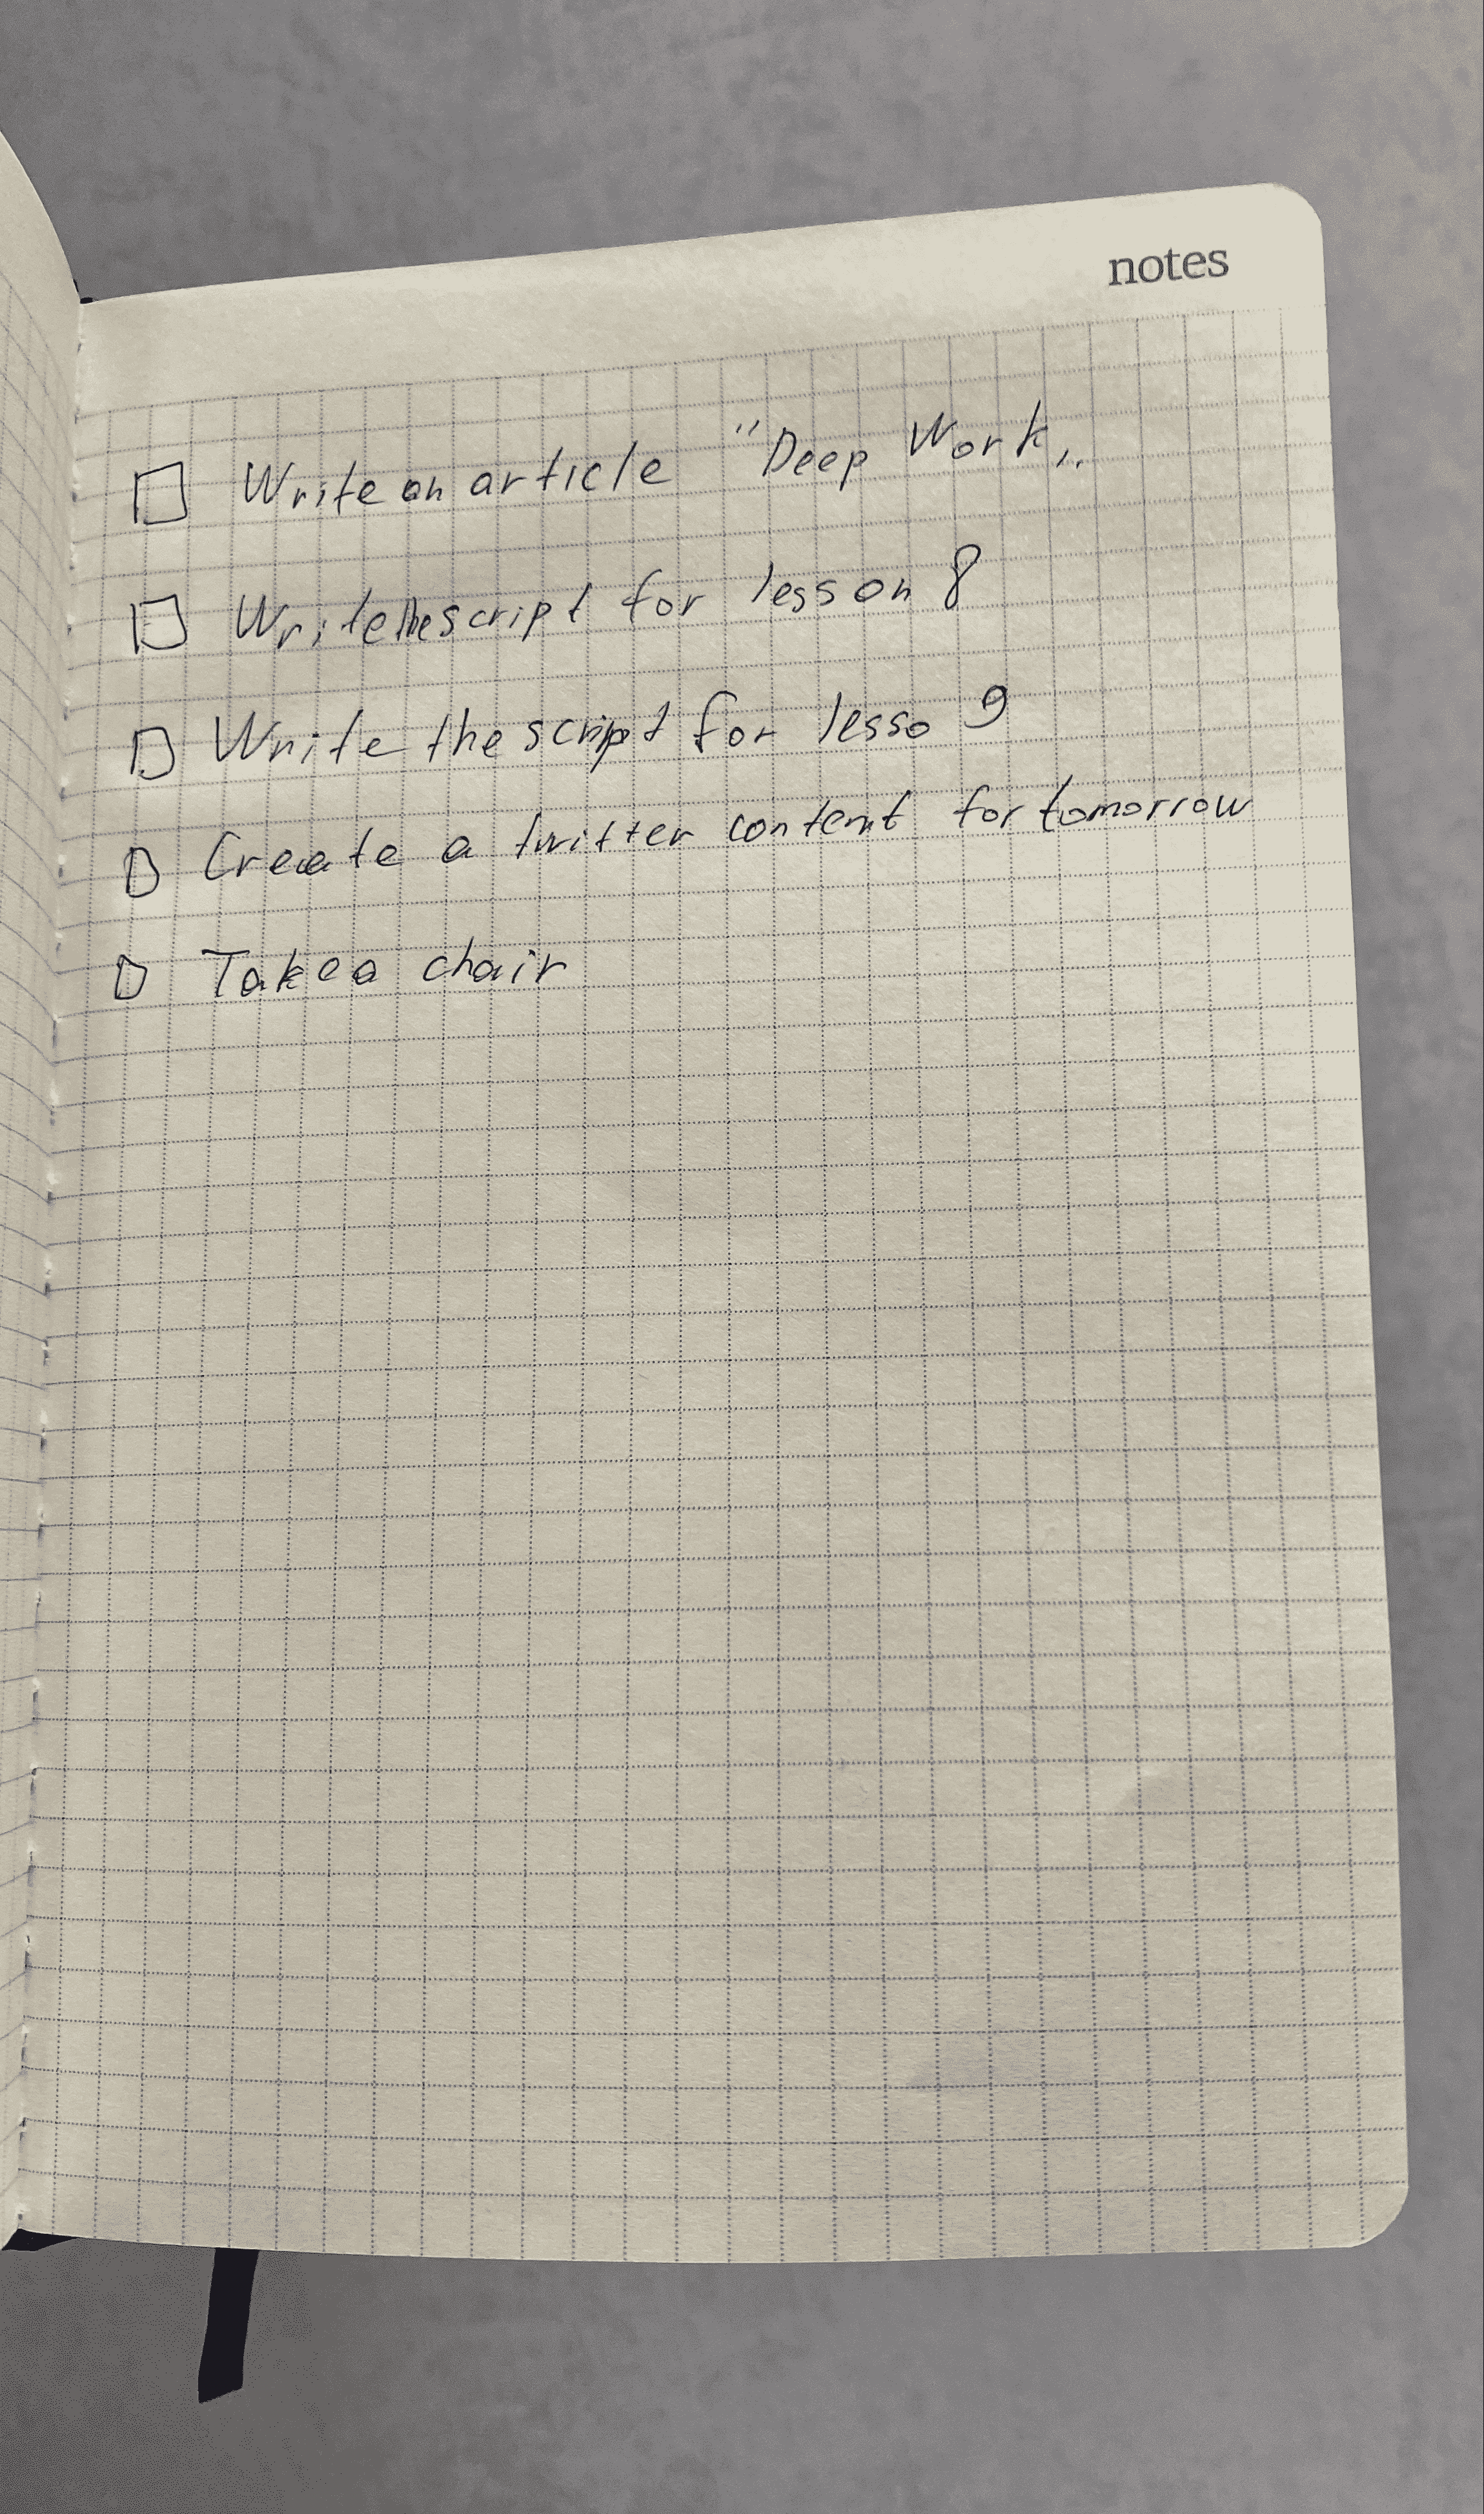 notes
Write an article "Deep Work„
Write the script for lesson 8
Write the script for lesso 9
Create a twitter content for tomorrow
Take a chair